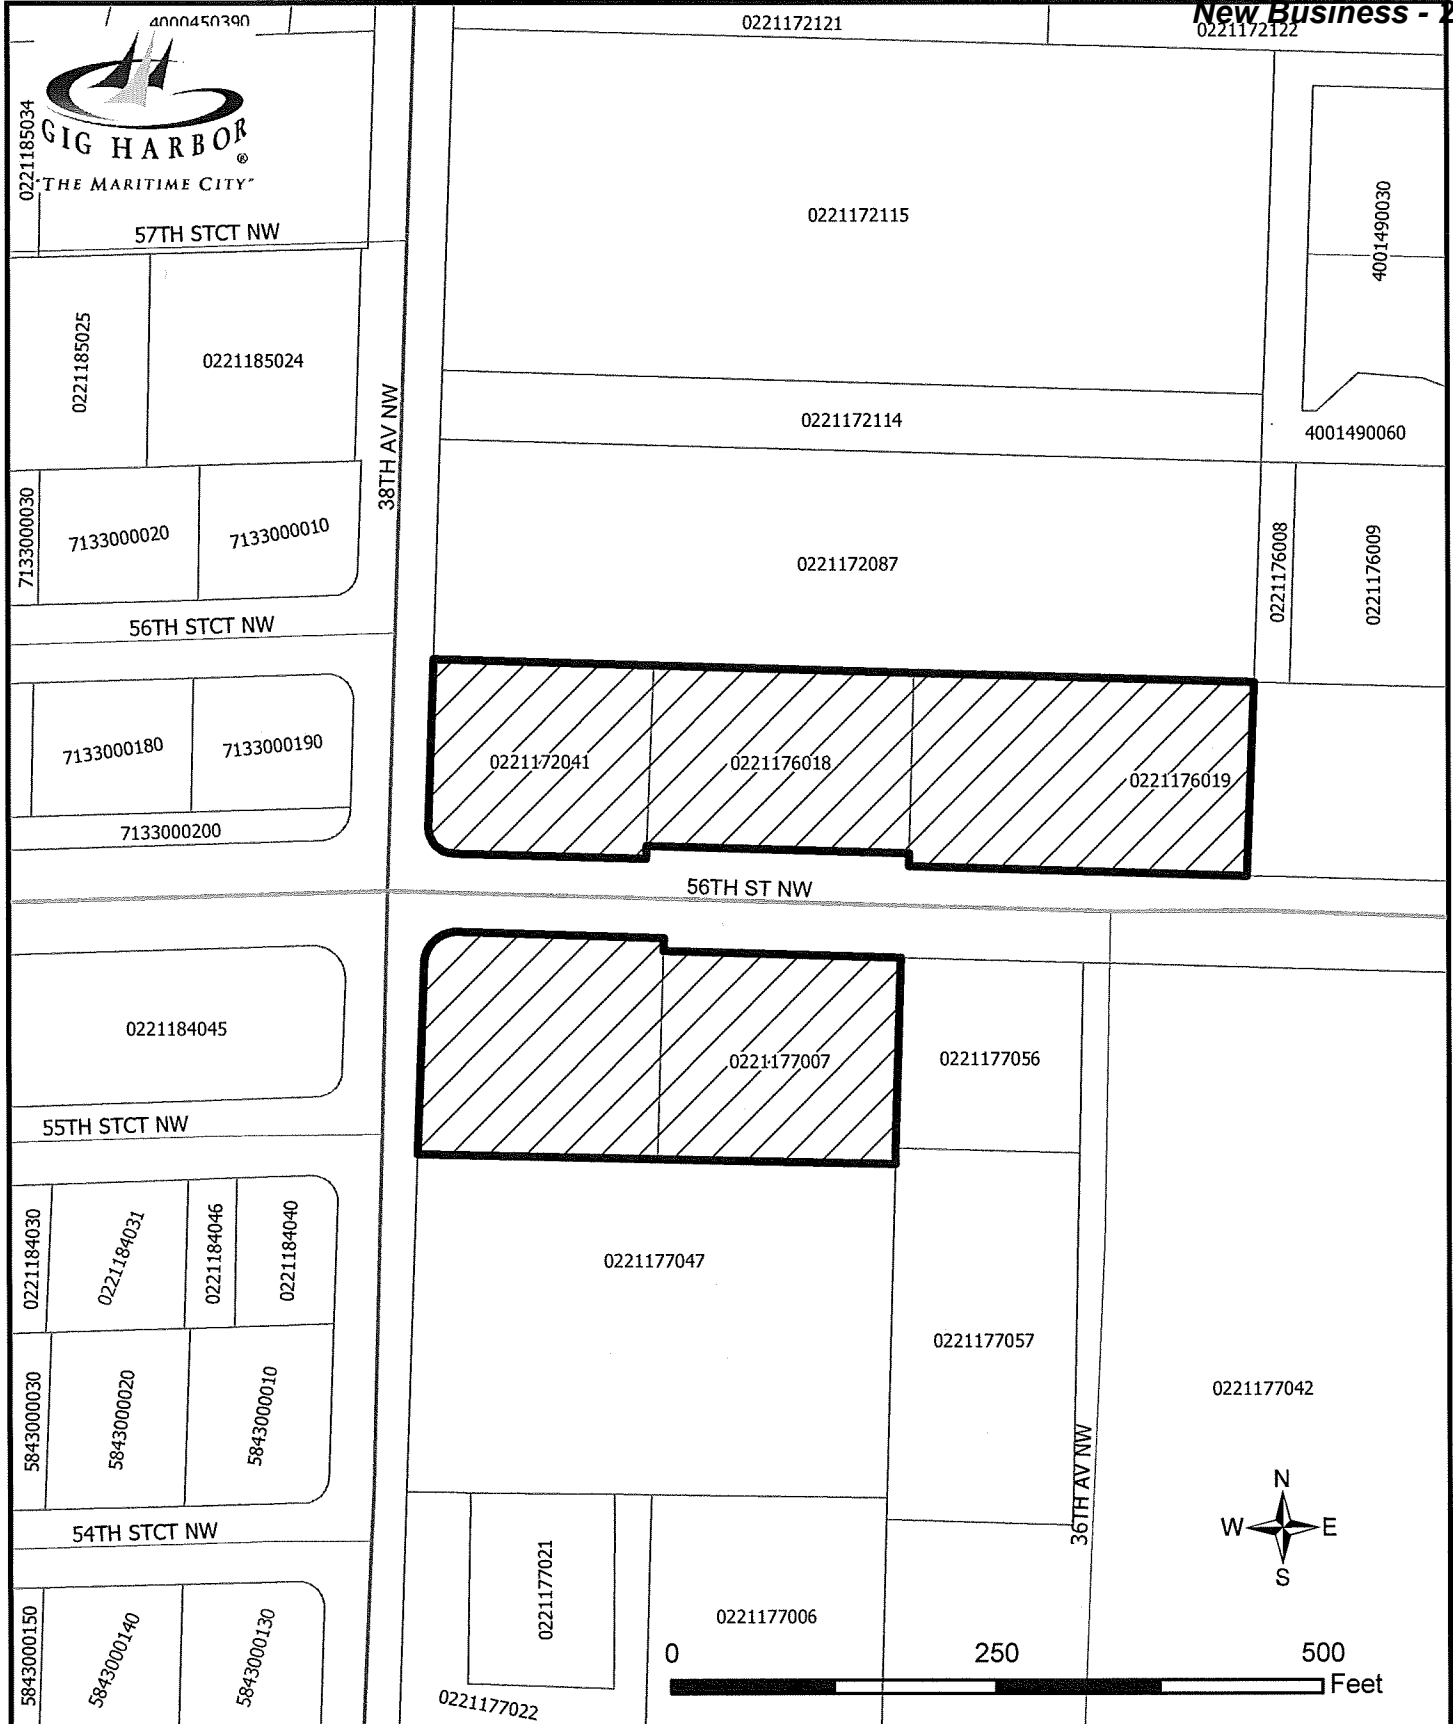 New Business - 2
4000450390
0221172121
0221172122
0221185034
GIG HARBOR®
"THE MARITIME CITY"
57TH STCT NW
0221172115
4001490030
0221185025
0221185024
38TH AV NW
0221172114
4001490060
7133000030
7133000020
7133000010
0221172087
0221176008
0221176009
56TH STCT NW
7133000180
7133000190
0221172041
0221176018
0221176019
7133000200
56TH ST NW
0221184045
0221177007
0221177056
55TH STCT NW
0221184030
0221184031
0221184046
0221184040
0221177047
0221177057
0221177042
5843000030
5843000020
5843000010
36TH AV NW
N
W E
S
54TH STCT NW
0221177021
0221177006
5843000150
5843000140
5843000130
0221177022
0 250 500
Feet